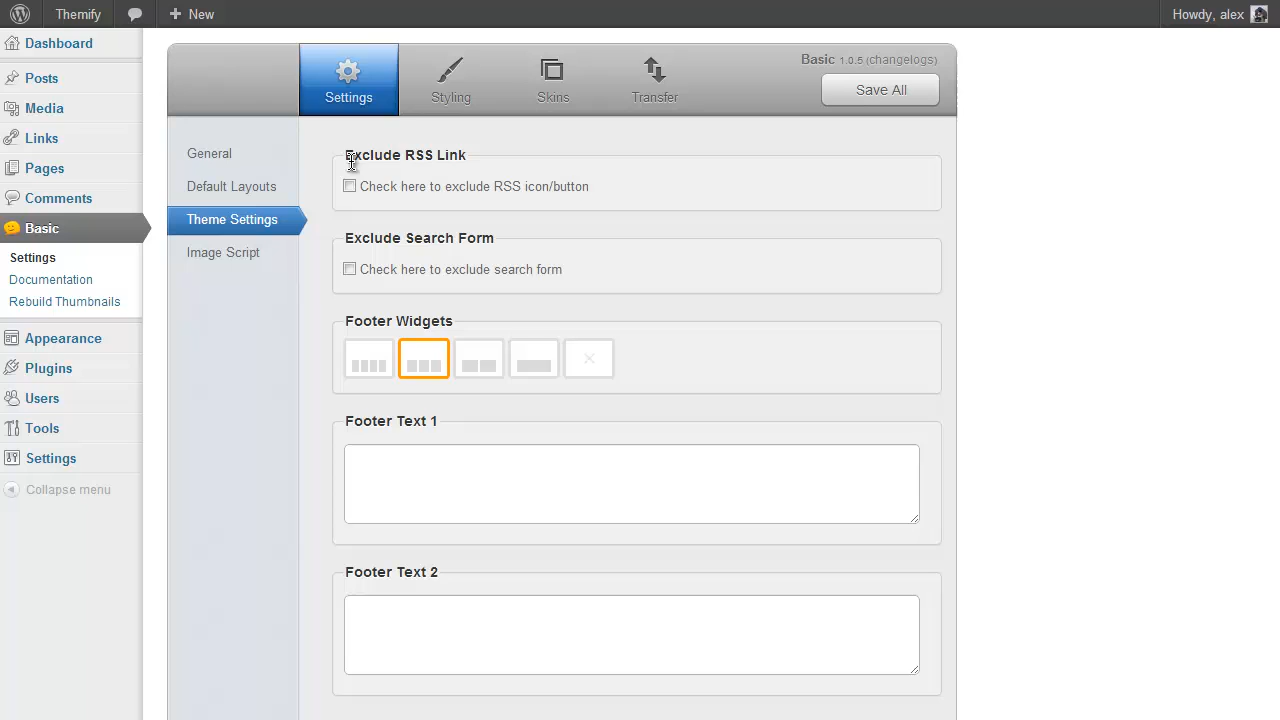 Themify
New
Howdy, alex
Dashboard
Posts
Media
Links
Pages
Comments
Basic
Settings
Documentation
Rebuild Thumbnails
Appearance
Plugins
Users
Tools
Settings
Collapse menu
Settings
Styling
Skins
Transfer
Basic 1.0.5 (changelogs)
Save All
General
Default Layouts
Theme Settings
Image Script
Exclude RSS Link
Check here to exclude RSS icon/button
Exclude Search Form
Check here to exclude search form
Footer Widgets
Footer Text 1
Footer Text 2